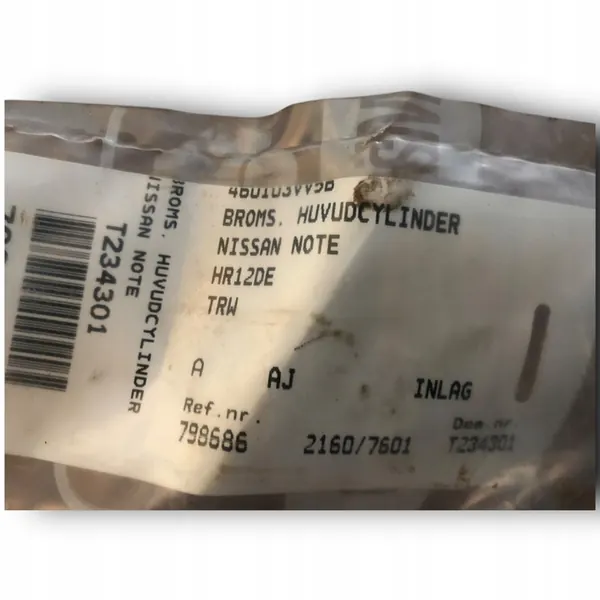 BROMS. HUVUDCYLINDER
NISSAN NOTE
T234301
460103VV5B
BROMS. HUVUDCYLINDER
NISSAN NOTE
HR12DE
TRW
A AJ INLAG
Ref.nr. Dem.nr.
798686 2160/7601 T234301